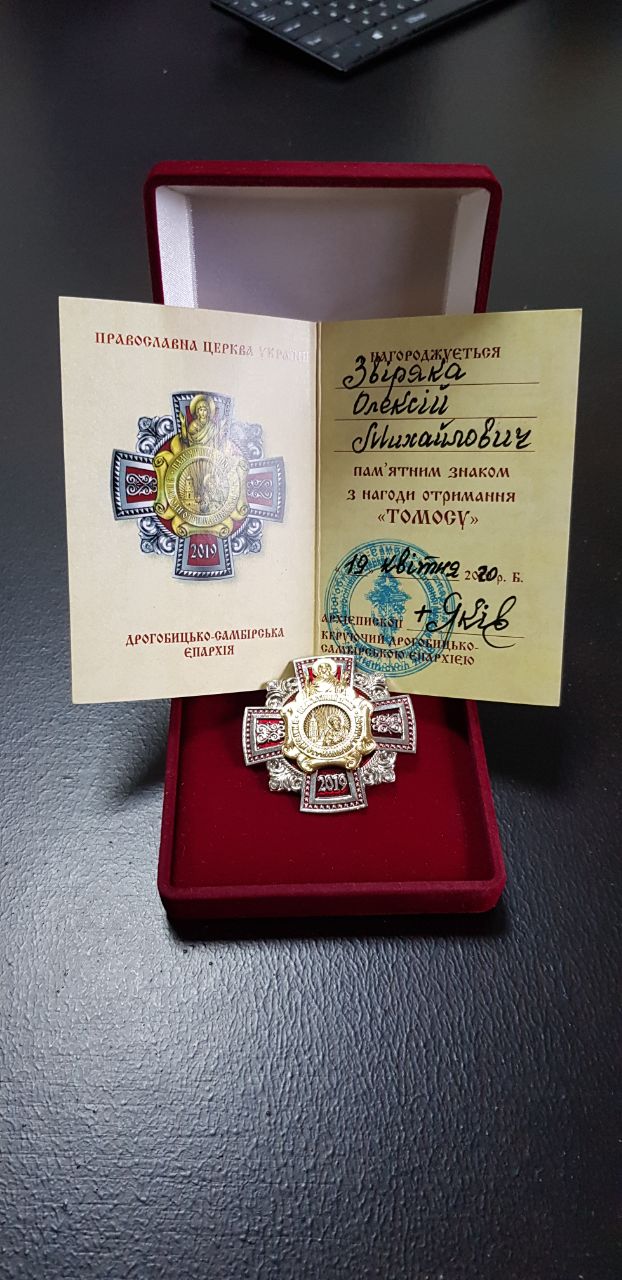 ПРАВОСЛАВНА ЦЕРКВА УКРАЇНИ
2019
ДРОГОБИЦЬКО-САМБІРСЬКА
ЄПАРХІЯ
НАГОРОДЖУЄТЬСЯ
Звіряка
Олексій
Михайлович
ПАМ'ЯТНИМ ЗНАКОМ
З НАГОДИ ОТРИМАННЯ
«ТОМОСУ»
19 квітня 2020 р. Б.
АРХІЄПИСКОП + Яків
КЕРУЮЧИЙ ДРОГОБИЦЬКО-
САМБІРСЬКОЮ ЄПАРХІЄЮ
2019